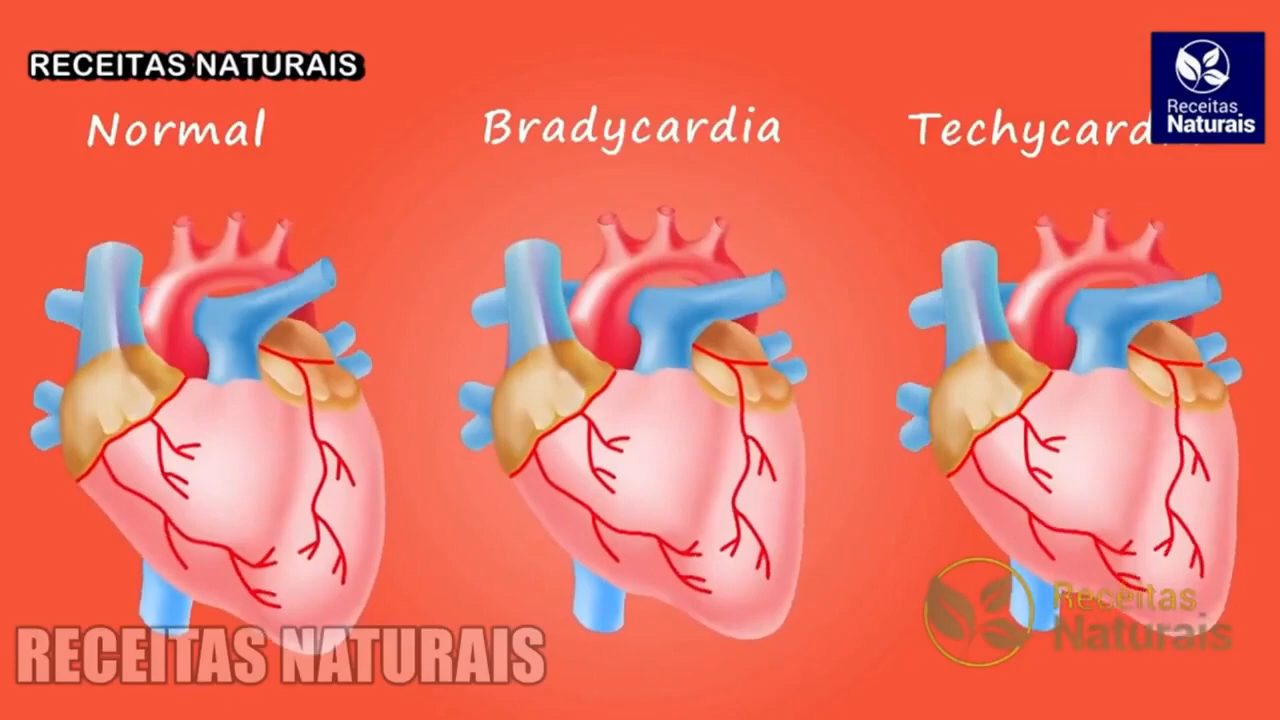 RECEITAS NATURAIS
Receitas
Naturais
Normal
Bradycardia
Techycard
Receitas
Naturais
RECEITAS NATURAIS